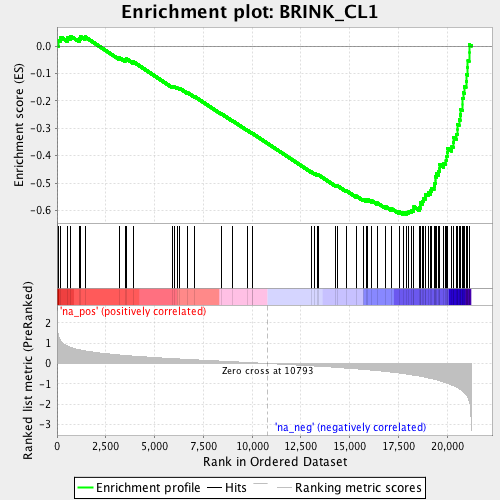 Enrichment plot: BRINK_CL1
Enrichment score (ES)
0.0
-0.1
-0.2
-0.3
-0.4
-0.5
-0.6
'na_pos' (positively correlated)
Ranked list metric (PreRanked)
2
1
0
-1
-2
-3
Zero cross at 10793
'na_neg' (negatively correlated)
0
2,500
5,000
7,500
10,000
12,500
15,000
17,500
20,000
Rank in Ordered Dataset
Enrichment profile
Hits
Ranking metric scores